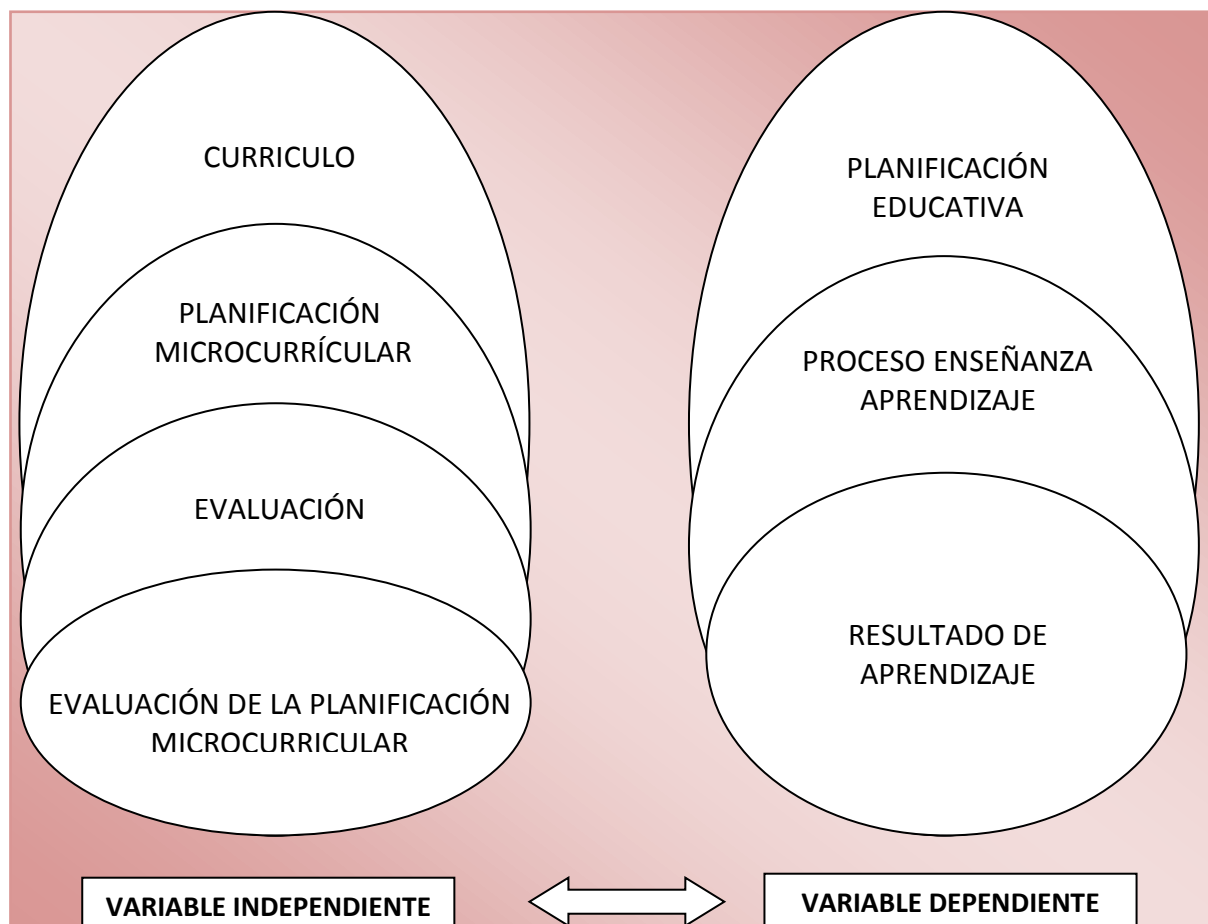 CURRICULO
PLANIFICACIÓN
MICROCURRÍCULAR
EVALUACIÓN
EVALUACIÓN DE LA PLANIFICACIÓN
MICROCURRICULAR
VARIABLE INDEPENDIENTE
PLANIFICACIÓN
EDUCATIVA
PROCESO ENSEÑANZA
APRENDIZAJE
RESULTADO DE
APRENDIZAJE
VARIABLE DEPENDIENTE